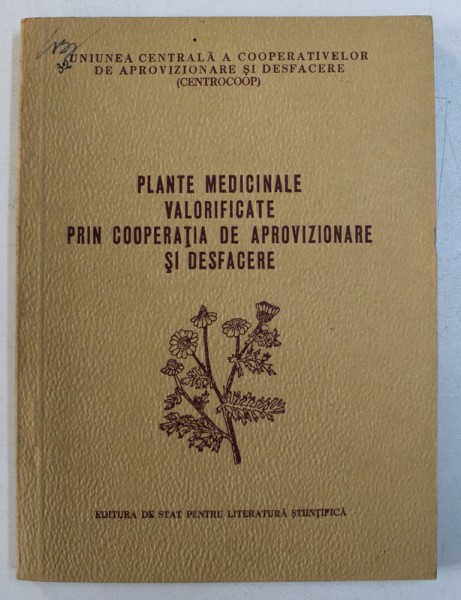 UNIUNEA CENTRALĂ A COOPERATIVELOR
DE APROVIZIONARE ȘI DESFACERE
(CENTROCOOP)
PLANTE MEDICINALE
VALORIFICATE
PRIN COOPERAȚIA DE APROVIZIONARE
ȘI DESFACERE
EDITURA DE STAT PENTRU LITERATURĂ ȘTIINȚIFICĂ